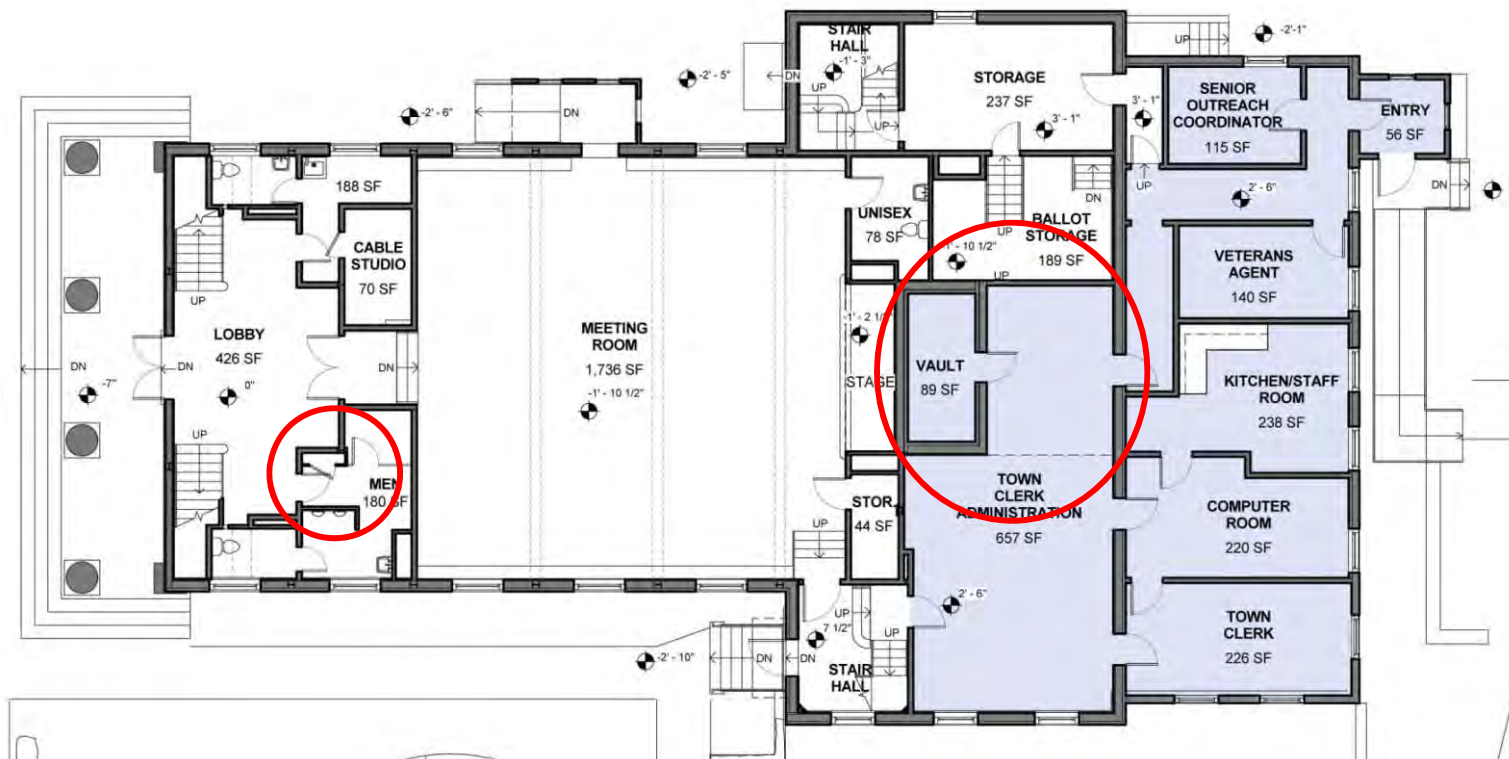 STAIR
HALL
-1' - 3"
UP
DN
UP
-2' - 5"
-2' - 6"
DN
STORAGE
237 SF
3' - 1"
UP
-2'-1"
3' - 1"
UP
SENIOR
OUTREACH
COORDINATOR
115 SF
ENTRY
56 SF
DN
2' - 6"
188 SF
CABLE
STUDIO
70 SF
UP
LOBBY
426 SF
0"
DN
-7"
DN
DN
UP
MEN
180 SF
MEETING
ROOM
1,736 SF
-1' - 10 1/2"
UNISEX
78 SF
UP
DN
BALLOT
STORAGE
189 SF
1' - 10 1/2"
UP
-1' - 2 1/
STAGE
VAULT
89 SF
VETERANS
AGENT
140 SF
KITCHEN/STAFF
ROOM
238 SF
STOR.
44 SF
UP
TOWN
CLERK
ADMINISTRATION
657 SF
2' - 6"
COMPUTER
ROOM
220 SF
TOWN
CLERK
226 SF
UP
UP
7 1/2"
DN
DN
-2' - 10"
STAIR
HALL